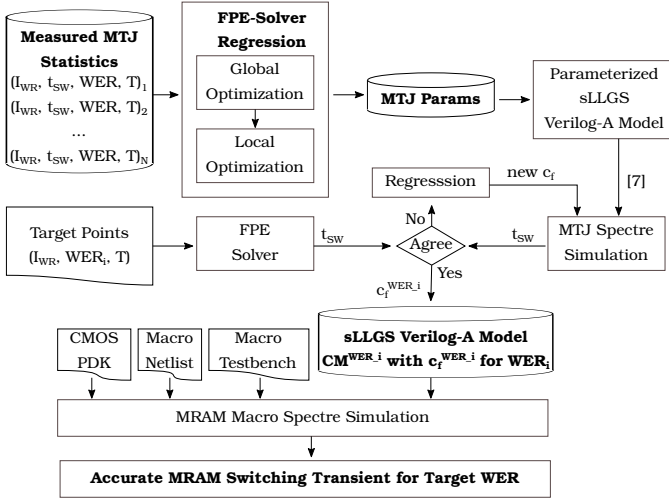 Measured MTJ
Statistics
(I_WR, t_SW, WER, T)_1
(I_WR, t_SW, WER, T)_2
...
(I_WR, t_SW, WER, T)_N
FPE-Solver
Regression
Global
Optimization
Local
Optimization
MTJ Params
Parameterized
sLLGS
Verilog-A Model
[7]
Regresssion
new c_f
No
Target Points
(I_WR, WER_i, T)
FPE
Solver
t_SW
Agree
t_SW
MTJ Spectre
Simulation
Yes
c_f^WER_i
CMOS
PDK
Macro
Netlist
Macro
Testbench
sLLGS Verilog-A Model
CM^WER_i with c_f^WER_i for WER_i
MRAM Macro Spectre Simulation
Accurate MRAM Switching Transient for Target WER